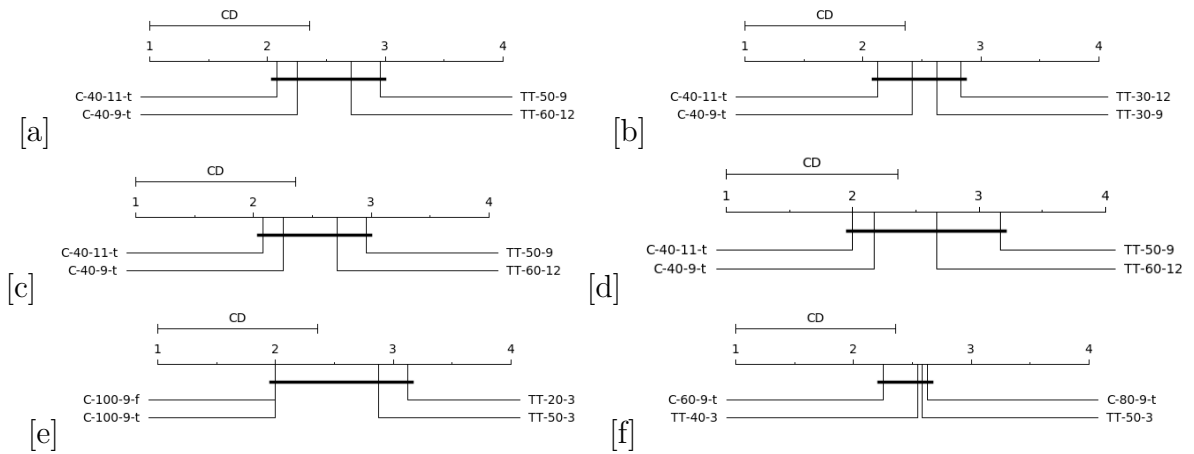 CD
1 2 3 4
C-40-11-t TT-50-9
C-40-9-t TT-60-12
[a]
CD
1 2 3 4
C-40-11-t TT-30-12
C-40-9-t TT-30-9
[b]
CD
1 2 3 4
C-40-11-t TT-50-9
C-40-9-t TT-60-12
[c]
CD
1 2 3 4
C-40-11-t TT-50-9
C-40-9-t TT-60-12
[d]
CD
1 2 3 4
C-100-9-f TT-20-3
C-100-9-t TT-50-3
[e]
CD
1 2 3 4
C-60-9-t C-80-9-t
TT-40-3 TT-50-3
[f]